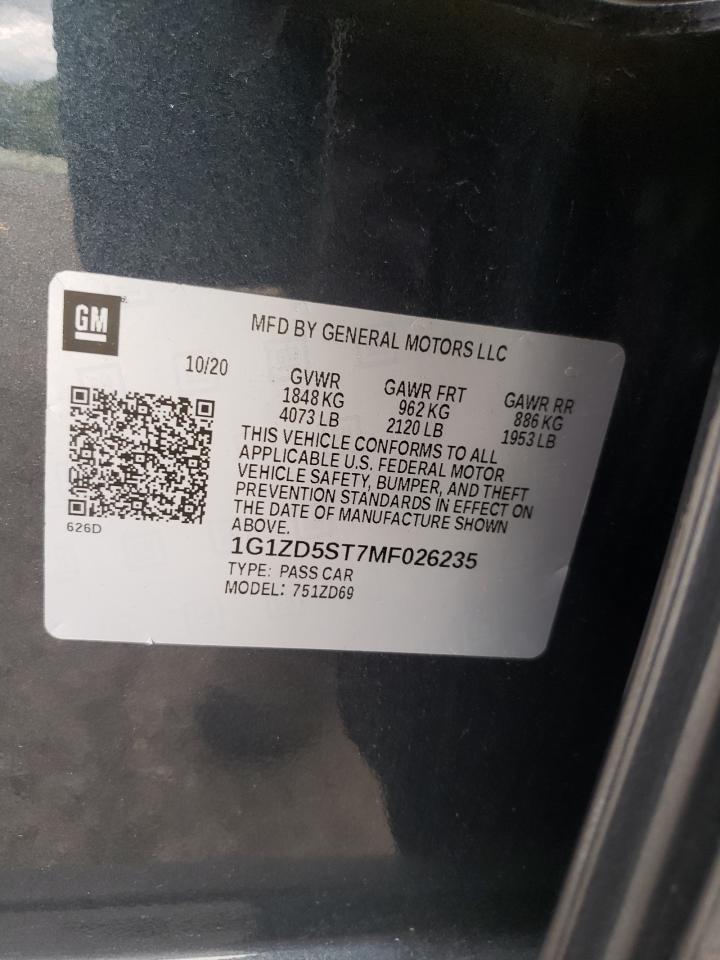 GM
MFD BY GENERAL MOTORS LLC
10/20
GVWR GAWR FRT GAWR RR
1848 KG 962 KG 886 KG
4073 LB 2120 LB 1953 LB
THIS VEHICLE CONFORMS TO ALL
APPLICABLE U.S. FEDERAL MOTOR
VEHICLE SAFETY, BUMPER, AND THEFT
PREVENTION STANDARDS IN EFFECT ON
THE DATE OF MANUFACTURE SHOWN
ABOVE.
626D
1G1ZD5ST7MF026235
TYPE: PASS CAR
MODEL: 751ZD69